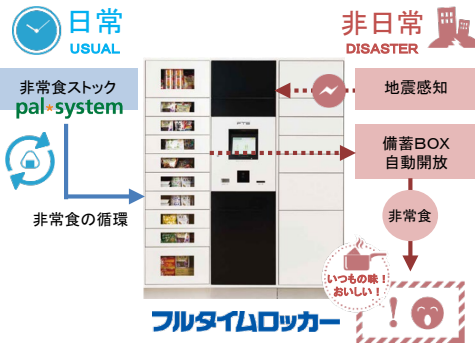 日常
USUAL
非日常
DISASTER
非常食ストック
pal*system
地震感知
備蓄BOX
自動開放
非常食の循環
非常食
いつもの味！
おいしい！
フルタイムロッカー